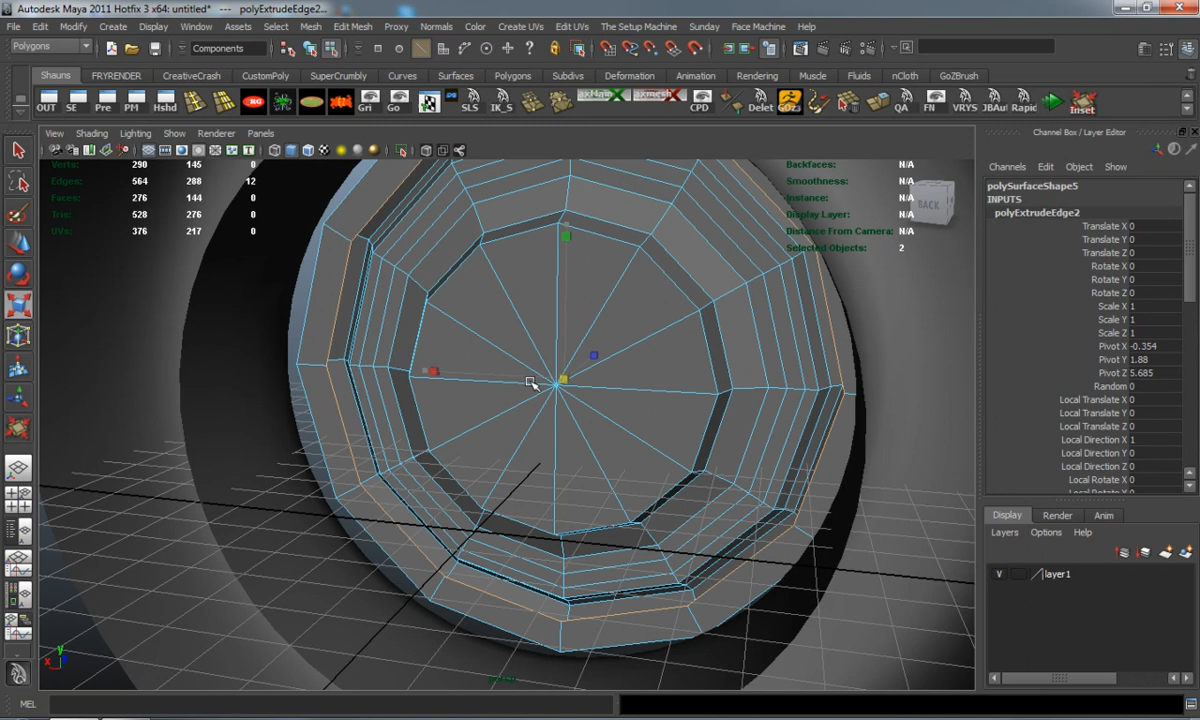 Autodesk Maya 2011 Hotfix 3 x64: untitled* --- polyExtrudeEdge2...
File Edit Modify Create Display Window Assets Select Mesh Edit Mesh Proxy Normals Color Create UVs Edit UVs The Setup Machine Sunday Face Machine Help
Polygons Components
Shauns FRYRENDER CreativeCrash CustomPoly SuperCrumbly Curves Surfaces Polygons Subdivs Deformation Animation Rendering Muscle Fluids nCloth GoZBrush
OUT SE Pre PM Hshd Gri Go SLS IK_S CPD Delet QA FN VRYS JBAu Rapic Inset
View Shading Lighting Show Renderer Panels
Channel Box / Layer Editor
Verts: 290 145 0
Edges: 564 288 12
Faces: 276 144 0
Tris: 528 276 0
UVs: 376 217 0
Backfaces: N/A
Smoothness: N/A
Instance: N/A
Display Layer: N/A
Distance From Camera: N/A
Selected Objects: 2
BACK
Channels Edit Object Show
polySurfaceShape5
INPUTS
polyExtrudeEdge2
Translate X 0
Translate Y 0
Translate Z 0
Rotate X 0
Rotate Y 0
Rotate Z 0
Scale X 1
Scale Y 1
Scale Z 1
Pivot X -0.354
Pivot Y 1.88
Pivot Z 5.685
Random 0
Local Translate X 0
Local Translate Y 0
Local Translate Z 0
Local Direction X 1
Local Direction Y 0
Local Direction Z 0
Local Rotate X 0
Display Render Anim
Layers Options Help
V layer1
y
x
MEL